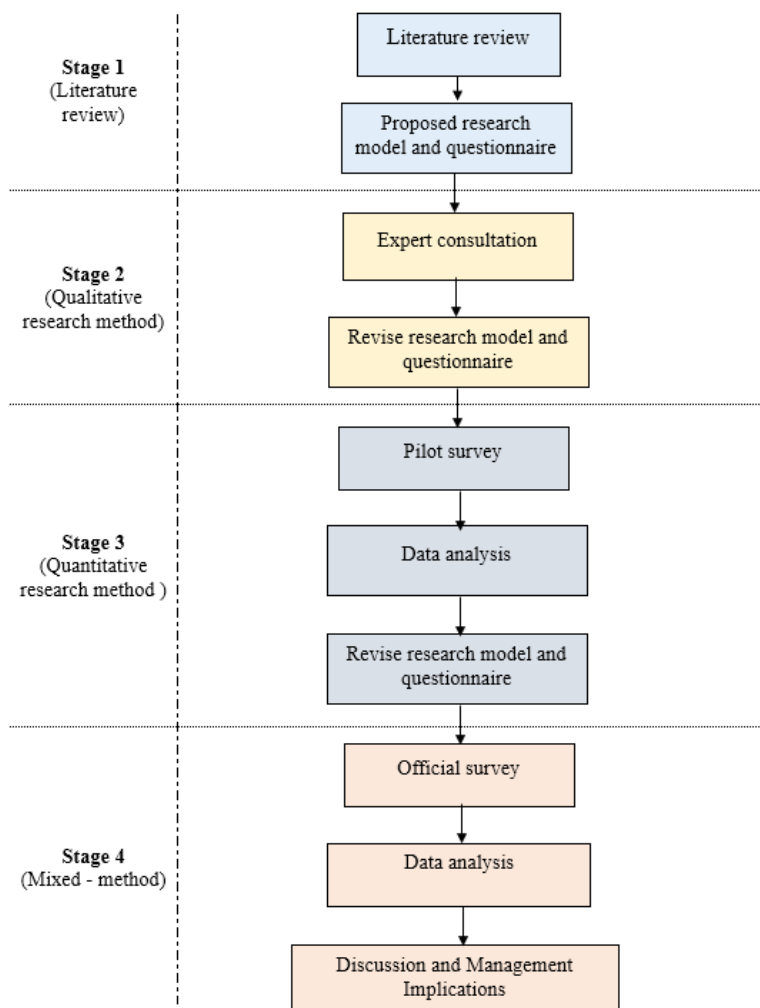 Literature review
Stage 1
(Literature
review)
Proposed research
model and questionnaire
Expert consultation
Stage 2
(Qualitative
research method)
Revise research model and
questionnaire
Pilot survey
Stage 3
(Quantitative
research method )
Data analysis
Revise research model and
questionnaire
Official survey
Stage 4
(Mixed - method)
Data analysis
Discussion and Management
Implications